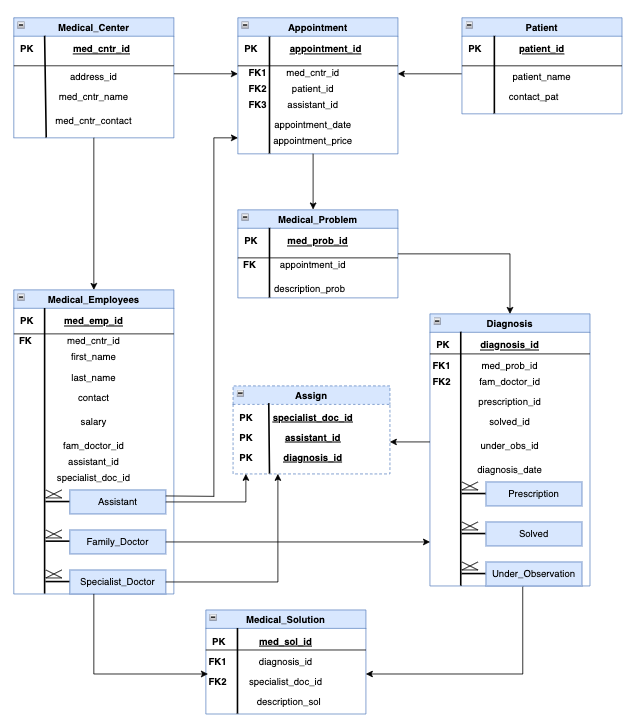 Medical_Center
PK med_cntr_id
address_id
med_cntr_name
med_cntr_contact
Appointment
PK appointment_id
FK1 med_cntr_id
FK2 patient_id
FK3 assistant_id
appointment_date
appointment_price
Patient
PK patient_id
patient_name
contact_pat
Medical_Problem
PK med_prob_id
FK appointment_id
description_prob
Medical_Employees
PK med_emp_id
FK med_cntr_id
first_name
last_name
contact
salary
fam_doctor_id
assistant_id
specialist_doc_id
Assistant
Family_Doctor
Specialist_Doctor
Assign
PK specialist_doc_id
PK assistant_id
PK diagnosis_id
Diagnosis
PK diagnosis_id
FK1 med_prob_id
FK2 fam_doctor_id
prescription_id
solved_id
under_obs_id
diagnosis_date
Prescription
Solved
Under_Observation
Medical_Solution
PK med_sol_id
FK1 diagnosis_id
FK2 specialist_doc_id
description_sol